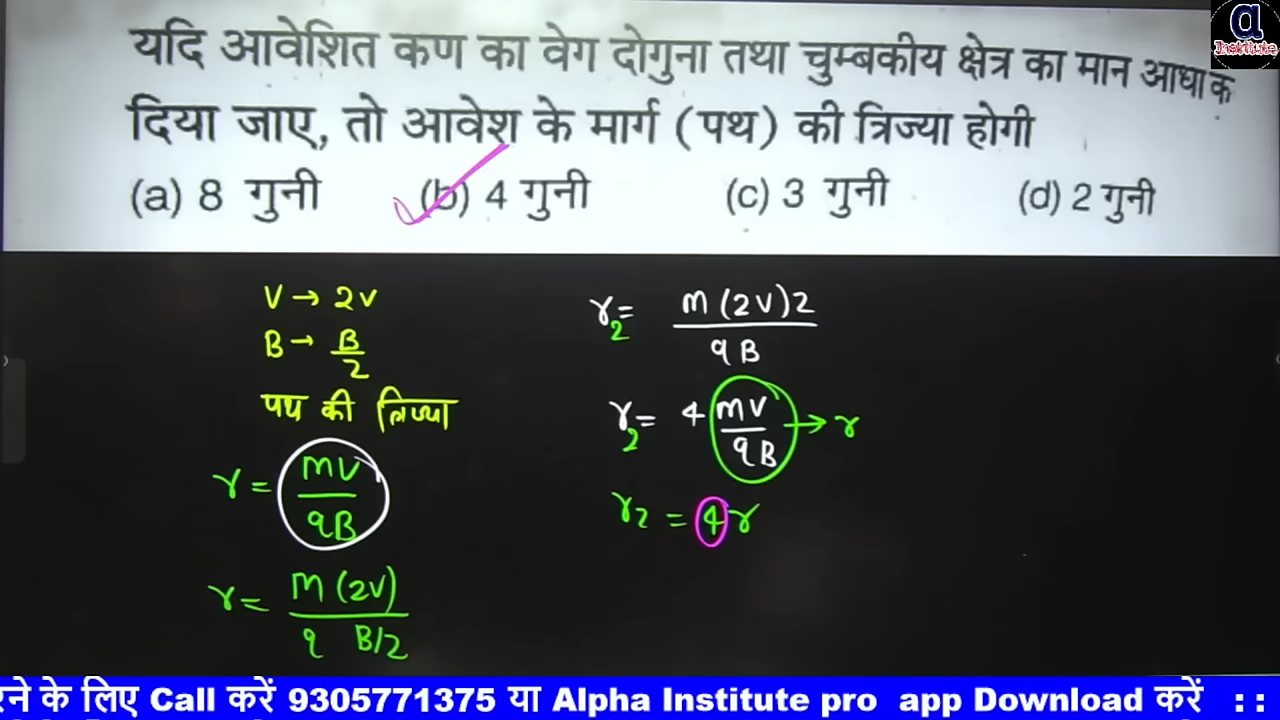 यदि आवेशित कण का वेग दोगुना तथा चुम्बकीय क्षेत्र का मान आधा क
दिया जाए, तो आवेश के मार्ग (पथ) की त्रिज्या होगी
(a) 8 गुनी (b) 4 गुनी (c) 3 गुनी (d) 2 गुनी
a
Institute
V → 2V
B → B/2
पथ की त्रिज्या
r = mV/qB
r = m(2V)/q B/2
r2 = m(2V)2/qB
r2 = 4 mV/qB → r
r2 = 4r
रने के लिए Call करें 9305771375 या Alpha Institute pro app Download करें ::